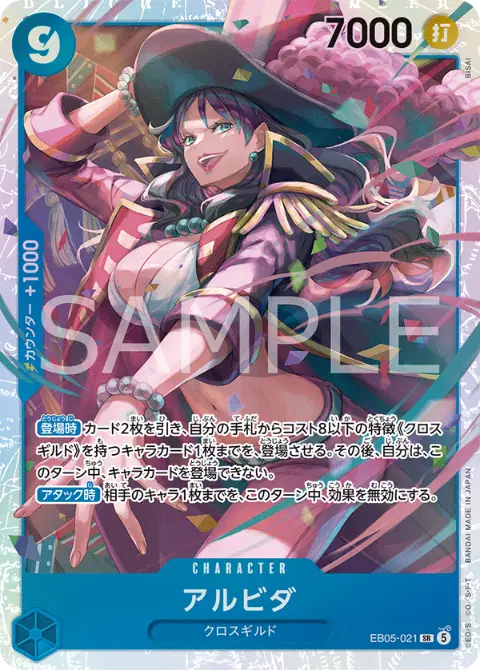 9
7000
打
BISAI
カウンター +1000
SAMPLE
登場時 カード2枚を引き、自分の手札からコスト8以下の特徴《クロス
ギルド》を持つキャラカード1枚までを、登場させる。その後、自分は、こ
のターン中、キャラカードを登場できない。
アタック時 相手のキャラ1枚までを、このターン中、効果を無効にする。
CHARACTER
アルビダ
クロスギルド
EB05-021 SR 5
©E.O/S ©O./S・F・T BANDAI MADE IN JAPAN